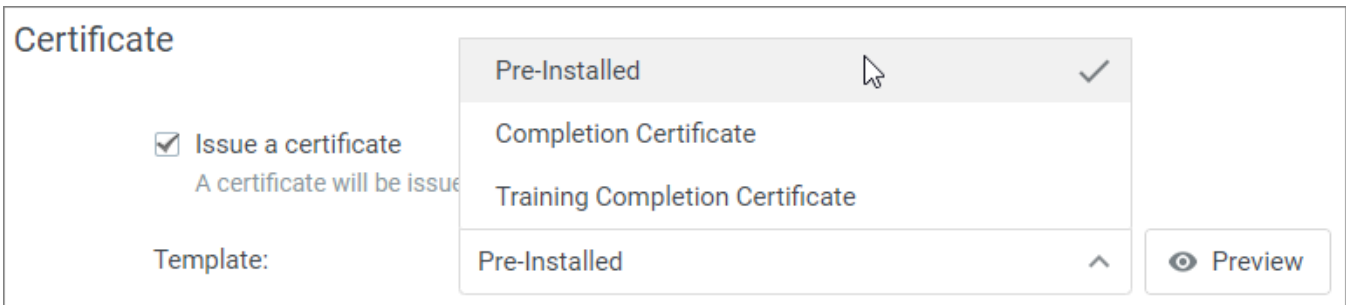 Certificate
Pre-Installed
Completion Certificate
Issue a certificate
A certificate will be issue
Training Completion Certificate
Template:
Pre-Installed
Preview